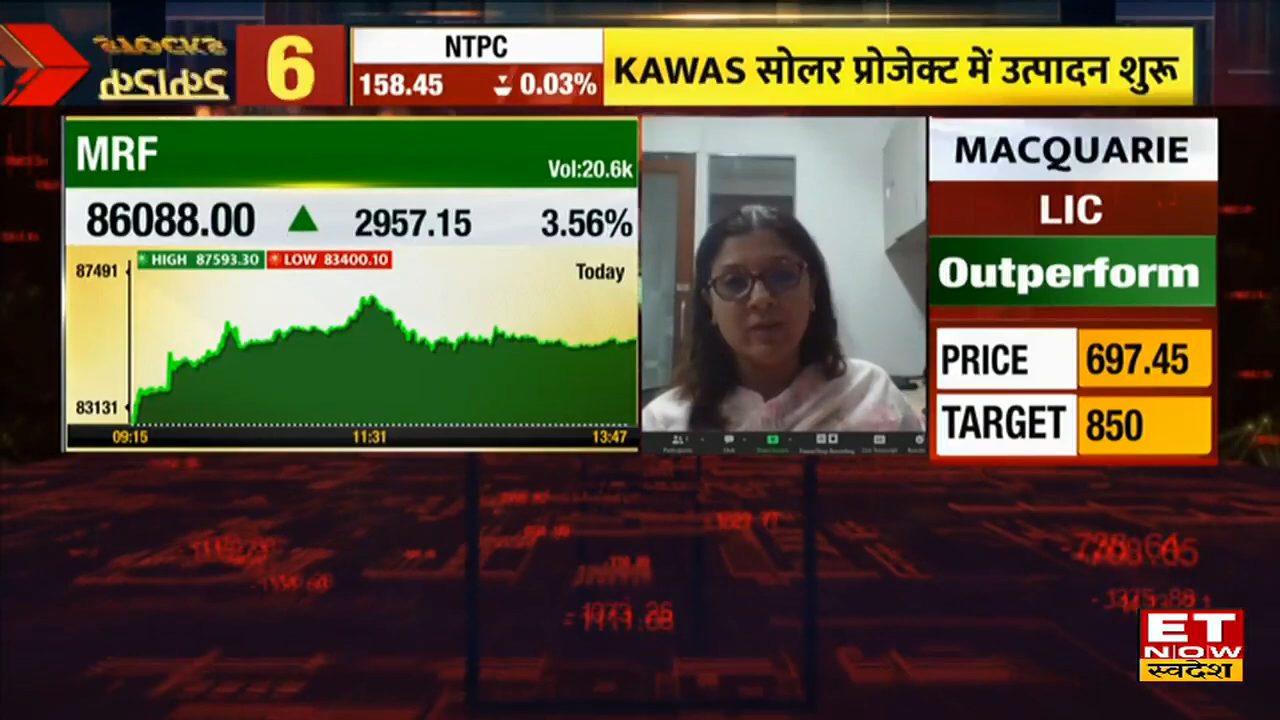 6
NTPC
158.45 0.03%
KAWAS सोलर प्रोजेक्ट में उत्पादन शुरू
MRF
Vol:20.6k
86088.00 2957.15 3.56%
HIGH 87593.30 LOW 83400.10
Today
87491
83131
09:15 11:31 13:47
MACQUARIE
LIC
Outperform
PRICE 697.45
TARGET 850
ET
NOW
स्वदेश